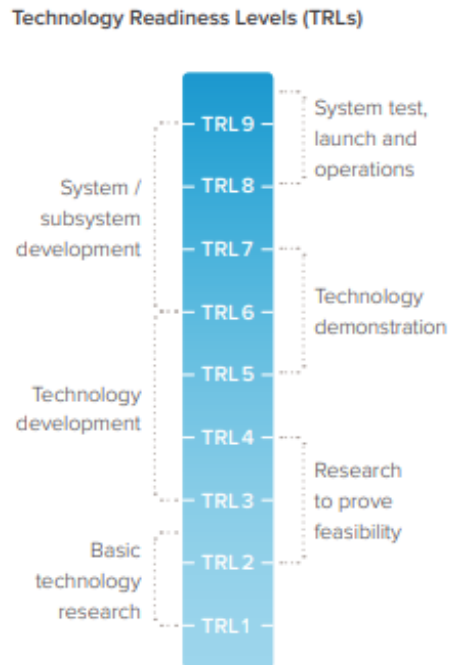 Technology Readiness Levels (TRLs)
TRL 9
System test,
launch and
operations
TRL 8
System /
subsystem
development
TRL 7
Technology
demonstration
TRL 6
TRL 5
Technology
development
TRL 4
Research
to prove
feasibility
TRL 3
Basic
technology
research
TRL 2
TRL 1